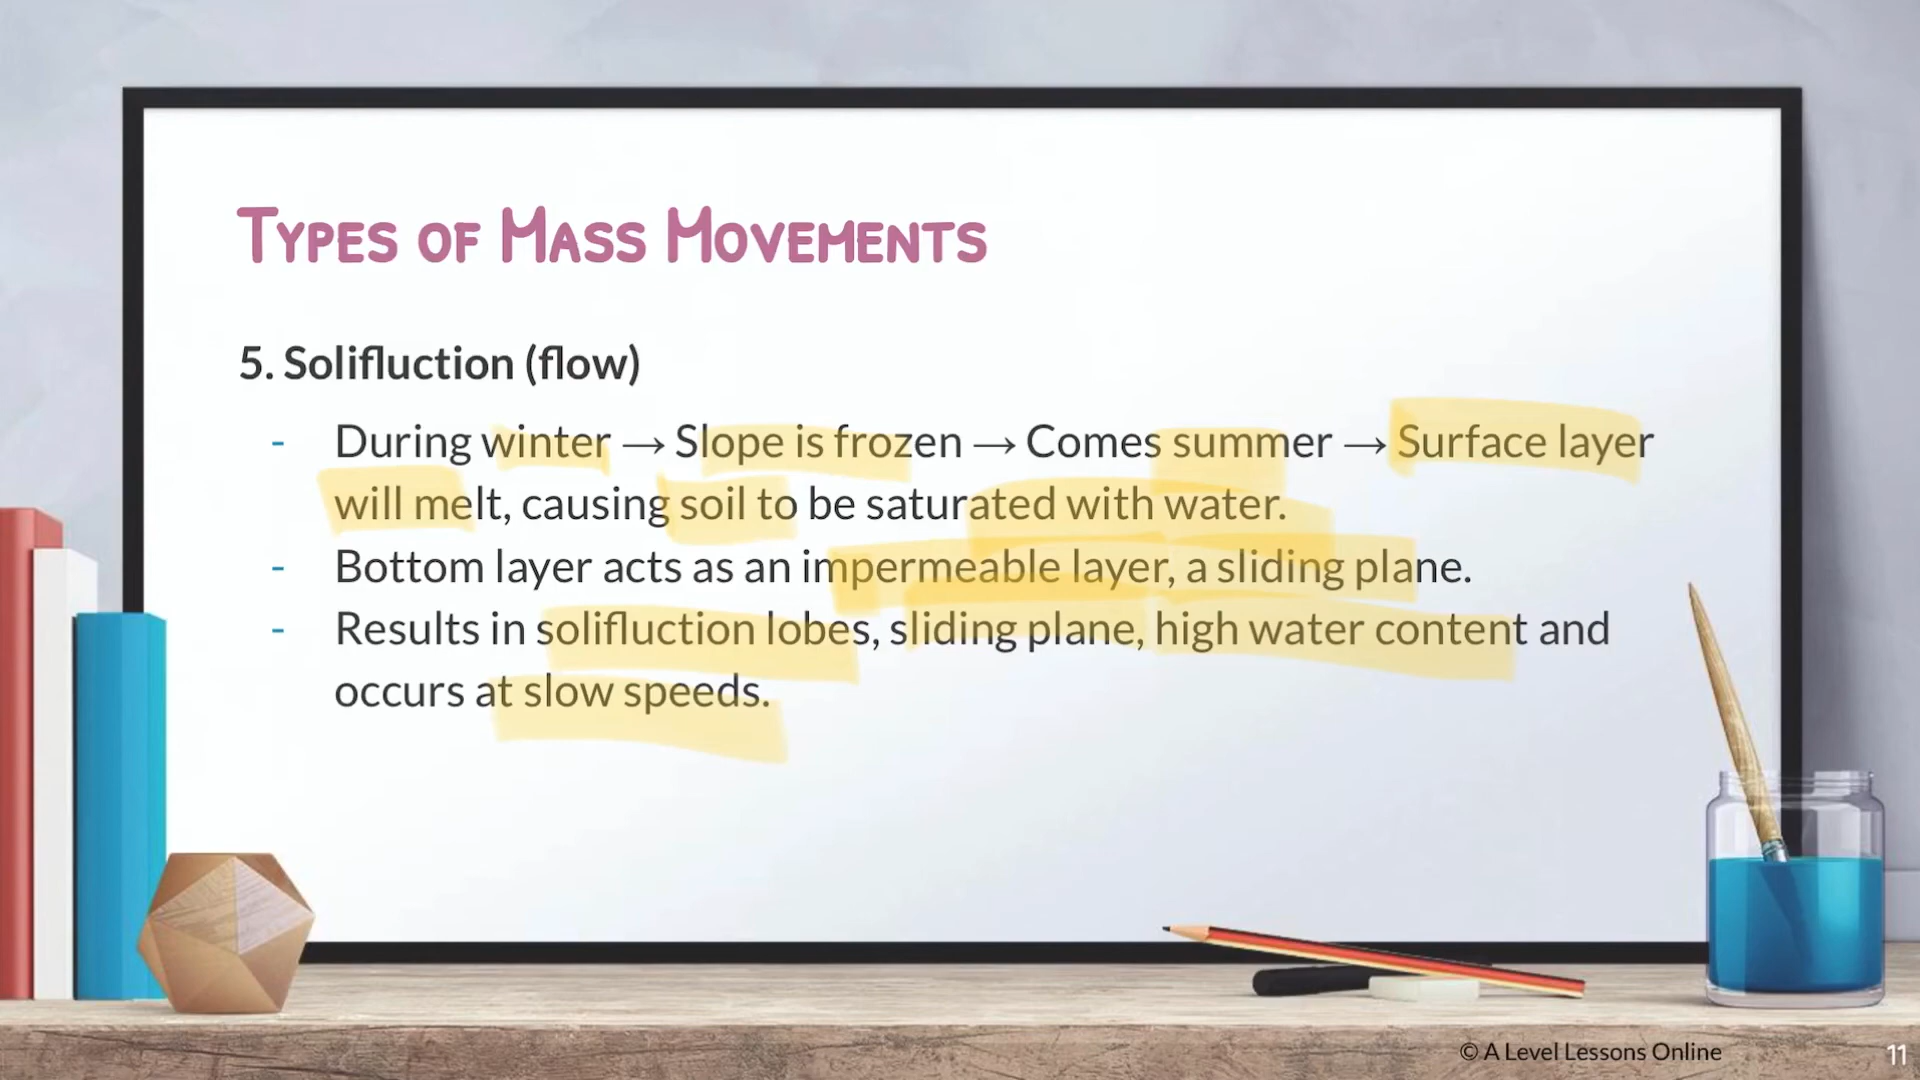 Types of Mass Movements
5. Solifluction (flow)
- During winter → Slope is frozen → Comes summer → Surface layer
will melt, causing soil to be saturated with water.
- Bottom layer acts as an impermeable layer, a sliding plane.
- Results in solifluction lobes, sliding plane, high water content and
occurs at slow speeds.
© A Level Lessons Online
11